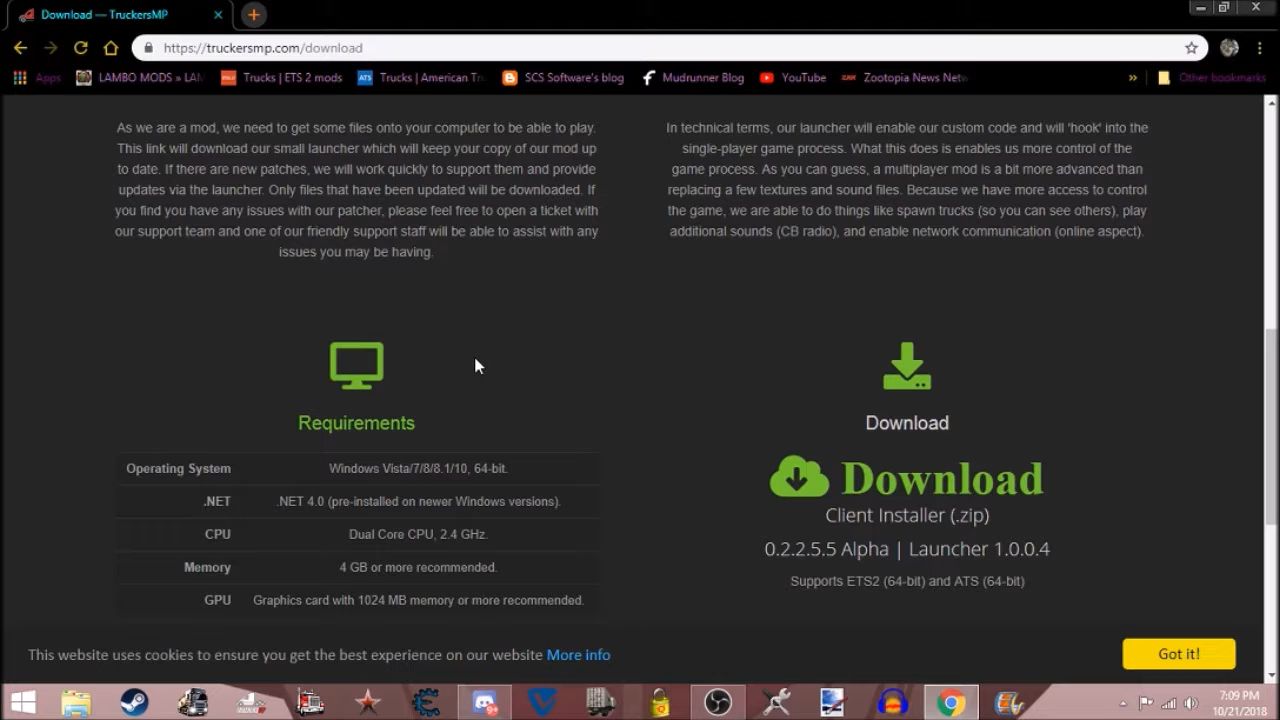 Download — TruckersMP
https://truckersmp.com/download
Apps
LAMBO MODS » LAM
Trucks | ETS 2 mods
Trucks | American Tru
SCS Software's blog
Mudrunner Blog
YouTube
Zootopia News Netw
»
Other bookmarks
As we are a mod, we need to get some files onto your computer to be able to play.
This link will download our small launcher which will keep your copy of our mod up
to date. If there are new patches, we will work quickly to support them and provide
updates via the launcher. Only files that have been updated will be downloaded. If
you find you have any issues with our patcher, please feel free to open a ticket with
our support team and one of our friendly support staff will be able to assist with any
issues you may be having.
In technical terms, our launcher will enable our custom code and will 'hook' into the
single-player game process. What this does is enables us more control of the
game process. As you can guess, a multiplayer mod is a bit more advanced than
replacing a few textures and sound files. Because we have more access to control
the game, we are able to do things like spawn trucks (so you can see others), play
additional sounds (CB radio), and enable network communication (online aspect).
Requirements
Operating System Windows Vista/7/8/8.1/10, 64-bit.
.NET .NET 4.0 (pre-installed on newer Windows versions).
CPU Dual Core CPU, 2.4 GHz.
Memory 4 GB or more recommended.
GPU Graphics card with 1024 MB memory or more recommended.
Download
Download
Client Installer (.zip)
0.2.2.5.5 Alpha | Launcher 1.0.0.4
Supports ETS2 (64-bit) and ATS (64-bit)
This website uses cookies to ensure you get the best experience on our website More info
Got it!
7:09 PM
10/21/2018